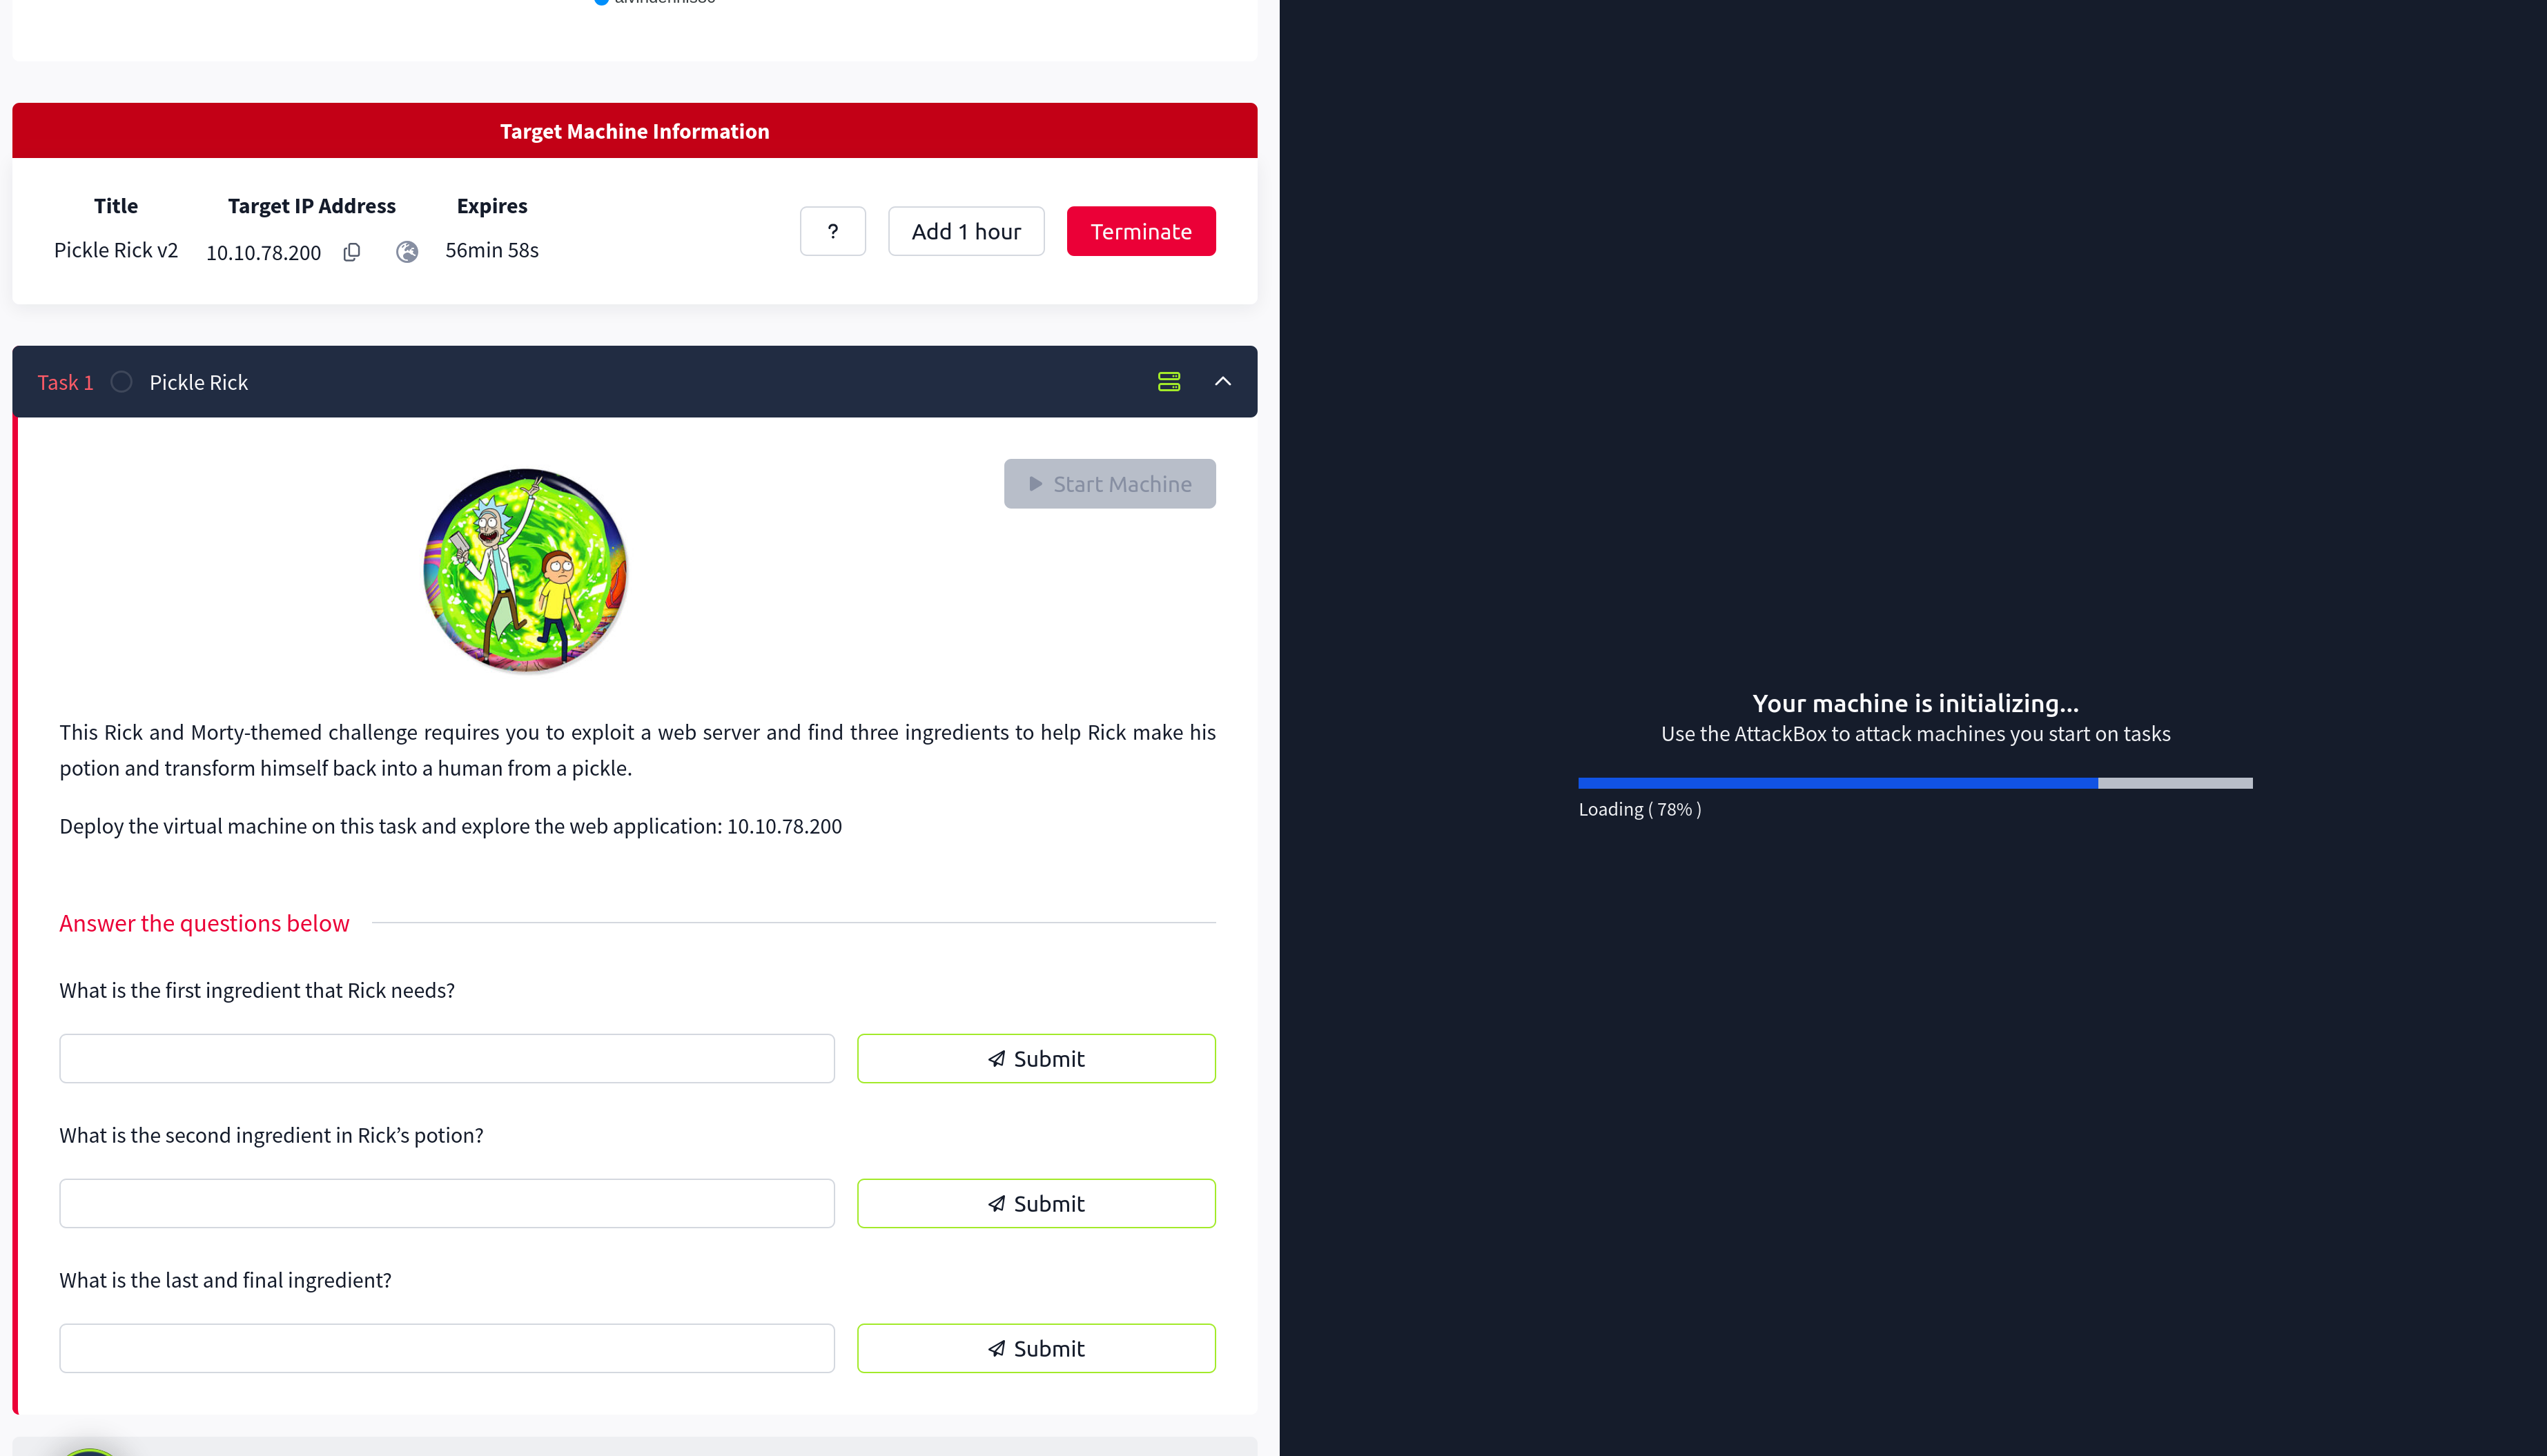 Target Machine Information
Title Target IP Address Expires
Pickle Rick v2 10.10.78.200 56min 58s
? Add 1 hour Terminate
Task 1 Pickle Rick
Start Machine
This Rick and Morty-themed challenge requires you to exploit a web server and find three ingredients to help Rick make his
potion and transform himself back into a human from a pickle.
Deploy the virtual machine on this task and explore the web application: 10.10.78.200
Answer the questions below
What is the first ingredient that Rick needs?
Submit
What is the second ingredient in Rick’s potion?
Submit
What is the last and final ingredient?
Submit
Your machine is initializing...
Use the AttackBox to attack machines you start on tasks
Loading ( 78% )